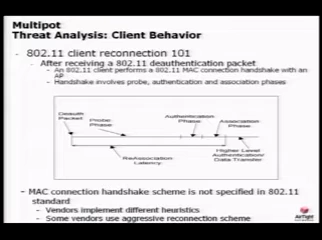 Multipot
Threat Analysis: Client Behavior
- 802.11 client reconnection 101
- After receiving a 802.11 deauthentication packet
- An 802.11 client performs a 802.11 MAC connection handshake with an
AP
- Handshake involves probe, authentication and association phases
Deauth
Packet
Probe
Phase
Authentication
Phase
Association
Phase
ReAssociation
Latency
Higher Level
Authentication/
Data Transfer
- MAC connection handshake scheme is not specified in 802.11
standard
- Vendors implement different heuristics
- Some vendors use aggressive reconnection scheme
AirTight